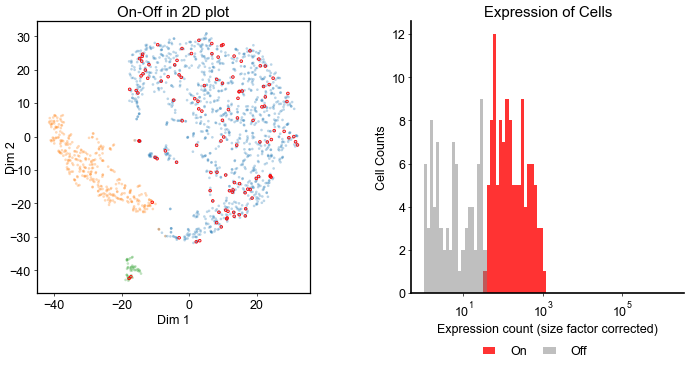 On-Off in 2D plot
Dim 2
30
20
10
0
−10
−20
−30
−40
−40
−20
0
20
Dim 1
Expression of Cells
Cell Counts
12
10
8
6
4
2
0
10^1
10^3
10^5
Expression count (size factor corrected)
On
Off